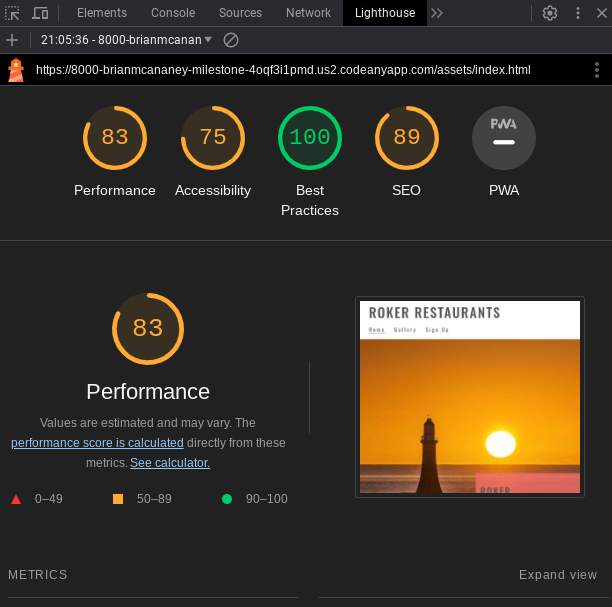 Elements Console Sources Network Lighthouse
21:05:36 - 8000-brianmcanan
https://8000-brianmcananey-milestone-4oqf3i1pmd.us2.codeanyapp.com/assets/index.html
83 75 100 89 PWA
Performance Accessibility Best Practices SEO PWA
83
Performance
Values are estimated and may vary. The
performance score is calculated directly from these
metrics. See calculator.
0–49 50–89 90–100
ROKER RESTAURANTS
Home Gallery Sign Up
ROKER
METRICS Expand view